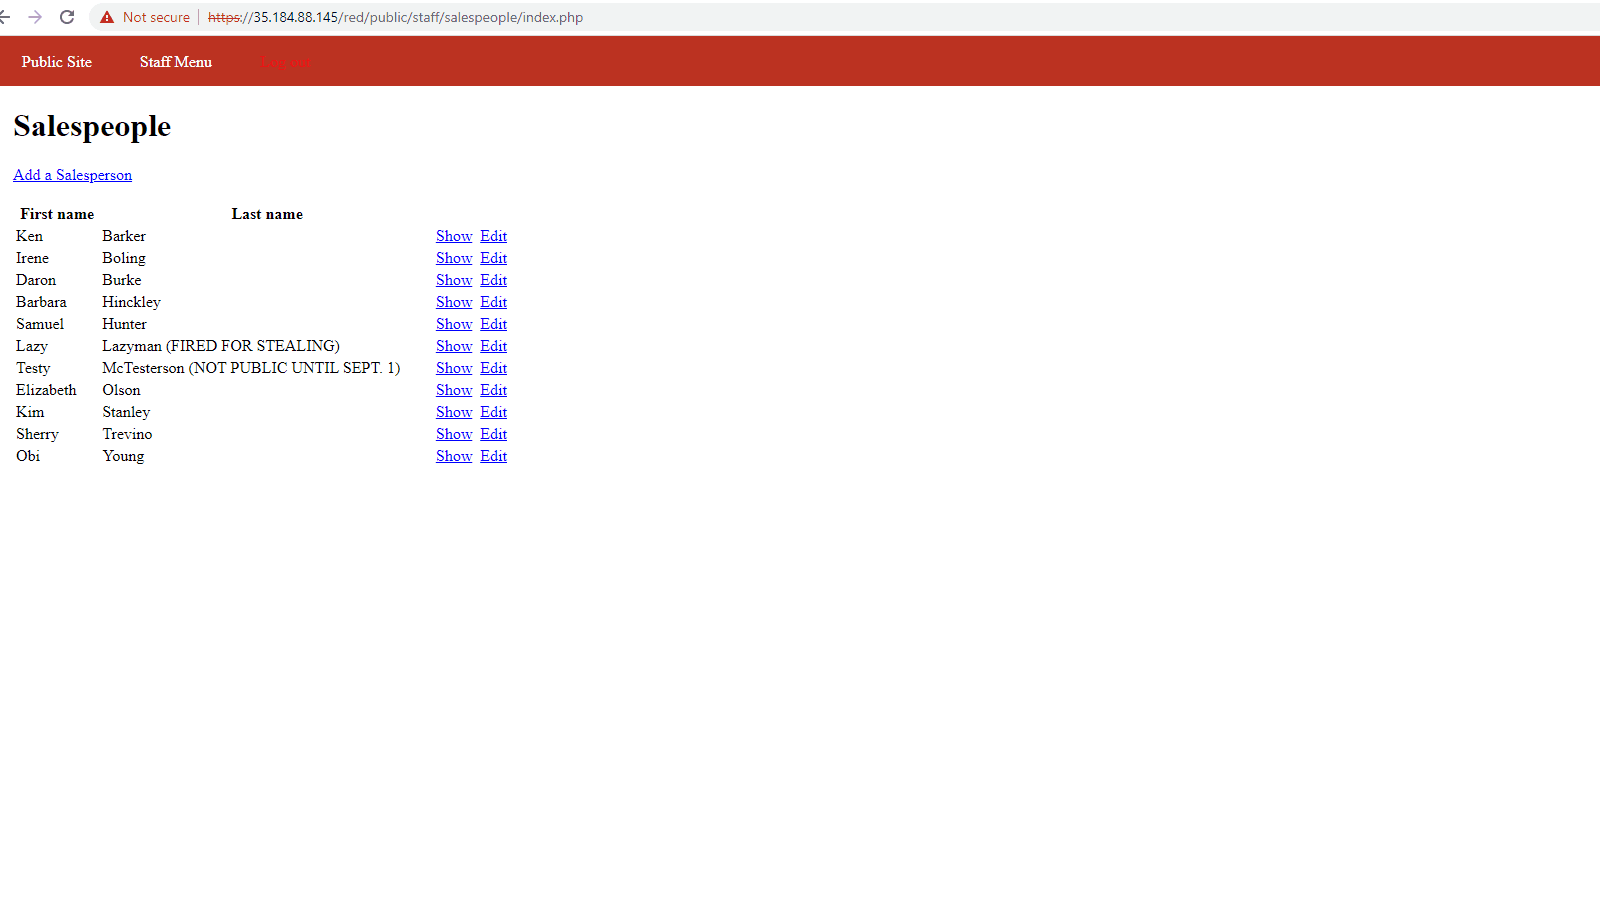 Not secure | https://35.184.88.145/red/public/staff/salespeople/index.php
Public Site Staff Menu Log out
Salespeople
Add a Salesperson
First name Last name
Ken Barker Show Edit
Irene Boling Show Edit
Daron Burke Show Edit
Barbara Hinckley Show Edit
Samuel Hunter Show Edit
Lazy Lazyman (FIRED FOR STEALING) Show Edit
Testy McTesterson (NOT PUBLIC UNTIL SEPT. 1) Show Edit
Elizabeth Olson Show Edit
Kim Stanley Show Edit
Sherry Trevino Show Edit
Obi Young Show Edit